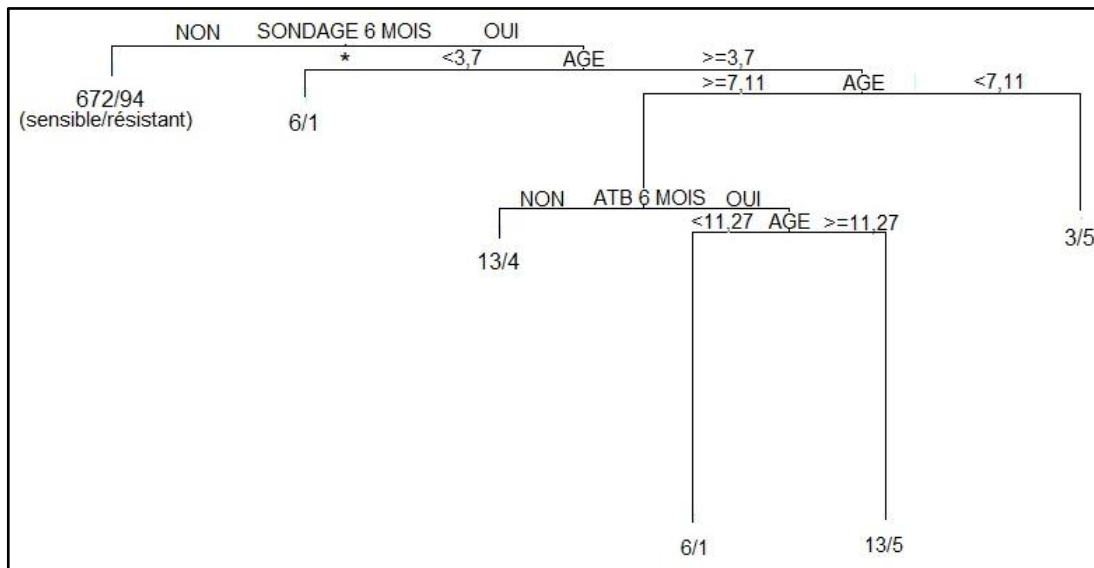 NON SONDAGE 6 MOIS OUI
* <3,7 AGE >=3,7
672/94
(sensible/résistant)
6/1
>=7,11 AGE <7,11
NON ATB 6 MOIS OUI
13/4
<11,27 AGE >=11,27
3/5
6/1
13/5